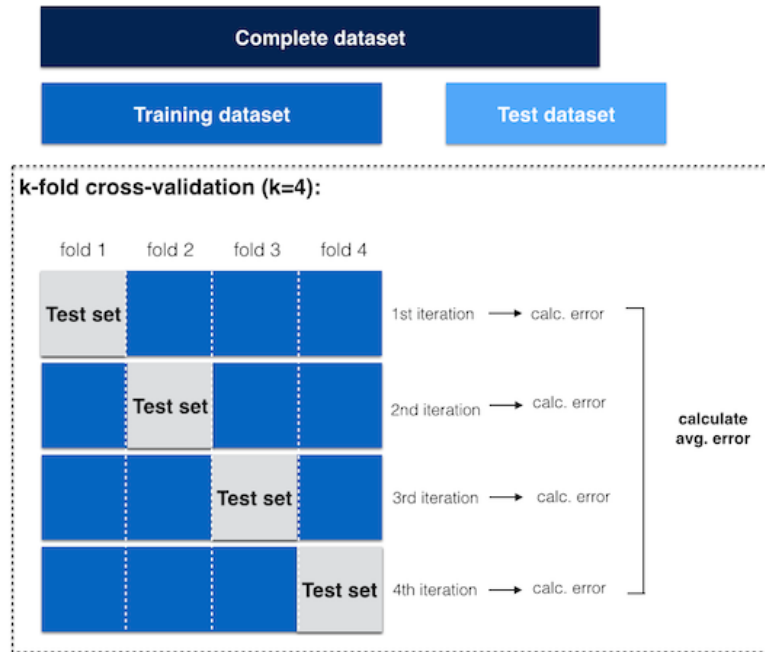 Complete dataset
Training dataset
Test dataset
k-fold cross-validation (k=4):
fold 1
fold 2
fold 3
fold 4
Test set
1st iteration
calc. error
Test set
2nd iteration
calc. error
calculate
avg. error
Test set
3rd iteration
calc. error
Test set
4th iteration
calc. error